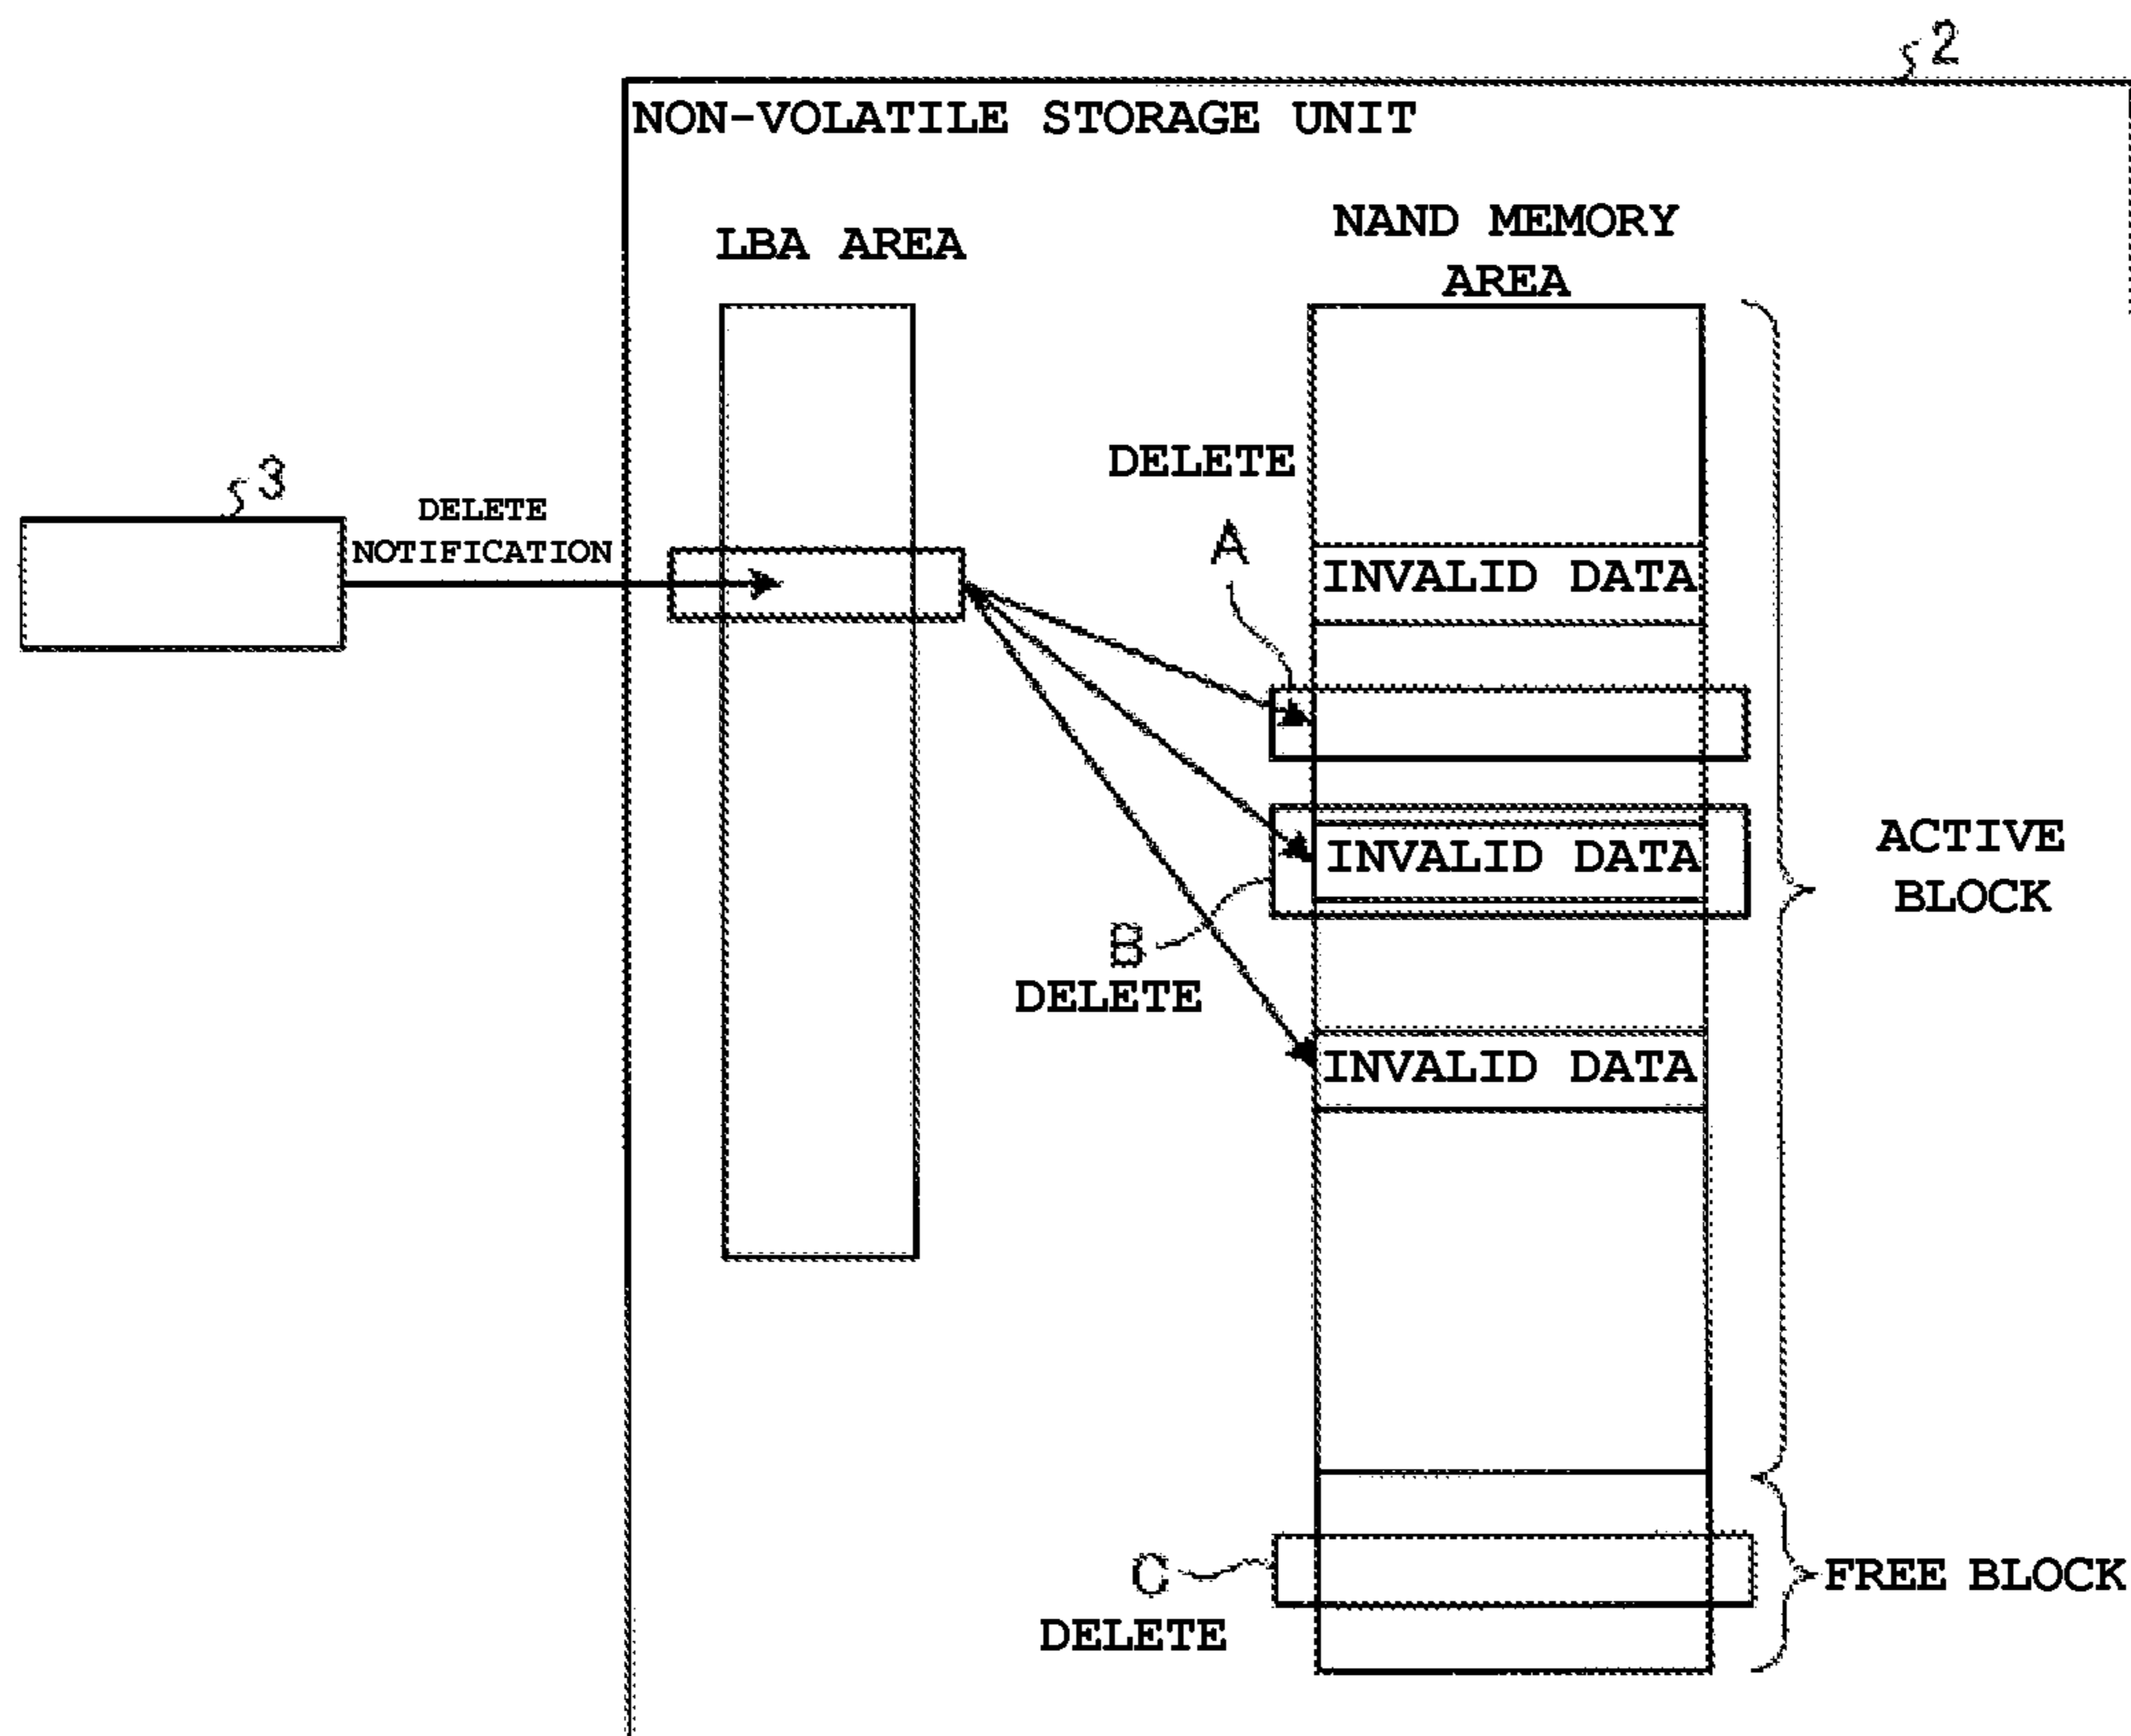 2
NON-VOLATILE STORAGE UNIT
NAND MEMORY
AREA
LBA AREA
DELETE
3
DELETE
NOTIFICATION
A
INVALID DATA
INVALID DATA
ACTIVE
BLOCK
B
DELETE
INVALID DATA
C
DELETE
FREE BLOCK